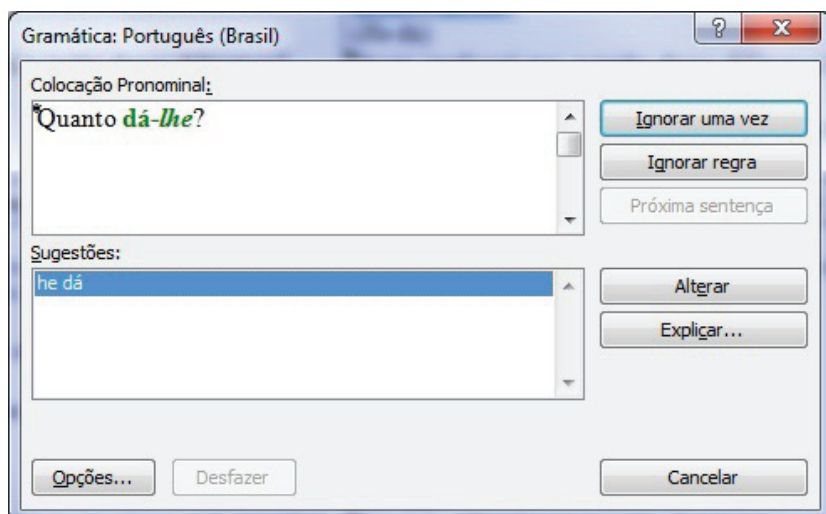 Gramática: Português (Brasil)
Colocação Pronominal:
Quanto dá-lhe?
Ignorar uma vez
Ignorar regra
Próxima sentença
Sugestões:
he dá
Alterar
Explicar...
Opções...
Desfazer
Cancelar